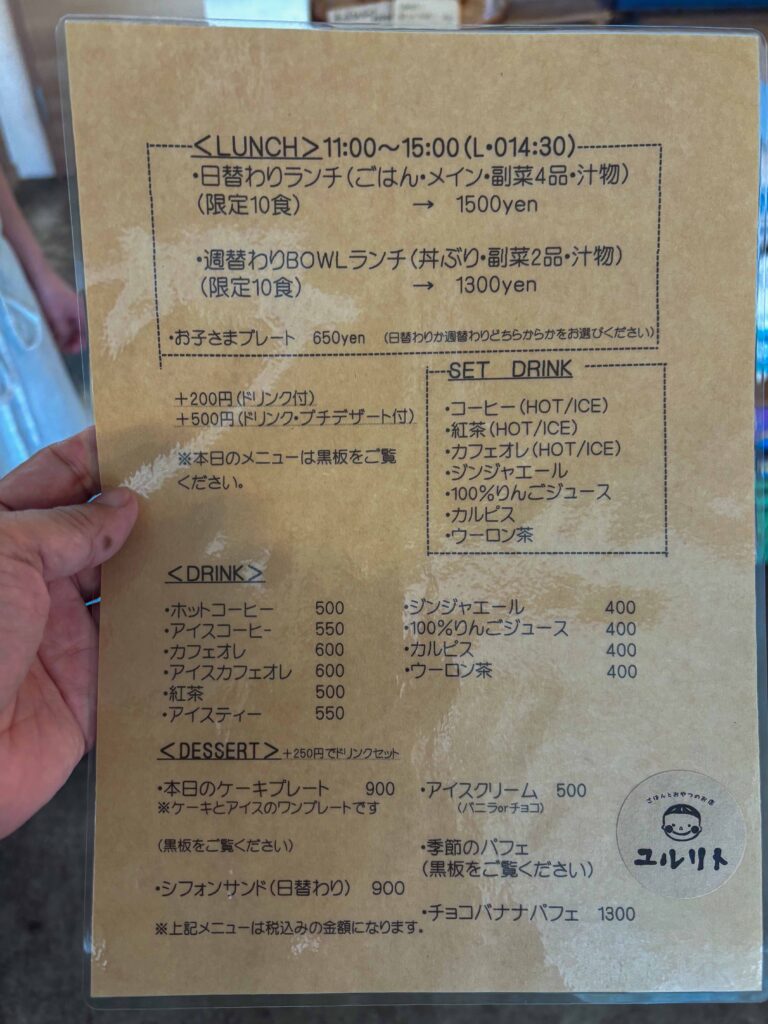 <LUNCH>11:00～15:00(L・O14:30)
・日替わりランチ(ごはん・メイン・副菜4品・汁物)
(限定10食) → 1500yen
・週替わりBOWLランチ(丼ぶり・副菜2品・汁物)
(限定10食) → 1300yen
・お子さまプレート 650yen (日替わりか週替わりどちらからかをお選びください)
+200円(ドリンク付)
+500円(ドリンク・プチデザート付)
※本日のメニューは黒板をご覧
ください。
SET DRINK
・コーヒー(HOT/ICE)
・紅茶(HOT/ICE)
・カフェオレ(HOT/ICE)
・ジンジャエール
・100%りんごジュース
・カルピス
・ウーロン茶
<DRINK>
・ホットコーヒー 500
・アイスコーヒー 550
・カフェオレ 600
・アイスカフェオレ 600
・紅茶 500
・アイスティー 550
・ジンジャエール 400
・100%りんごジュース 400
・カルピス 400
・ウーロン茶 400
<DESSERT>+250円でドリンクセット
・本日のケーキプレート 900
※ケーキとアイスのワンプレートです
(黒板をご覧ください)
・シフォンサンド(日替わり) 900
・アイスクリーム 500
(バニラorチョコ)
・季節のパフェ
(黒板をご覧ください)
・チョコバナナパフェ 1300
※上記メニューは税込みの金額になります。
ごはんとおやつのお店
ユルリト